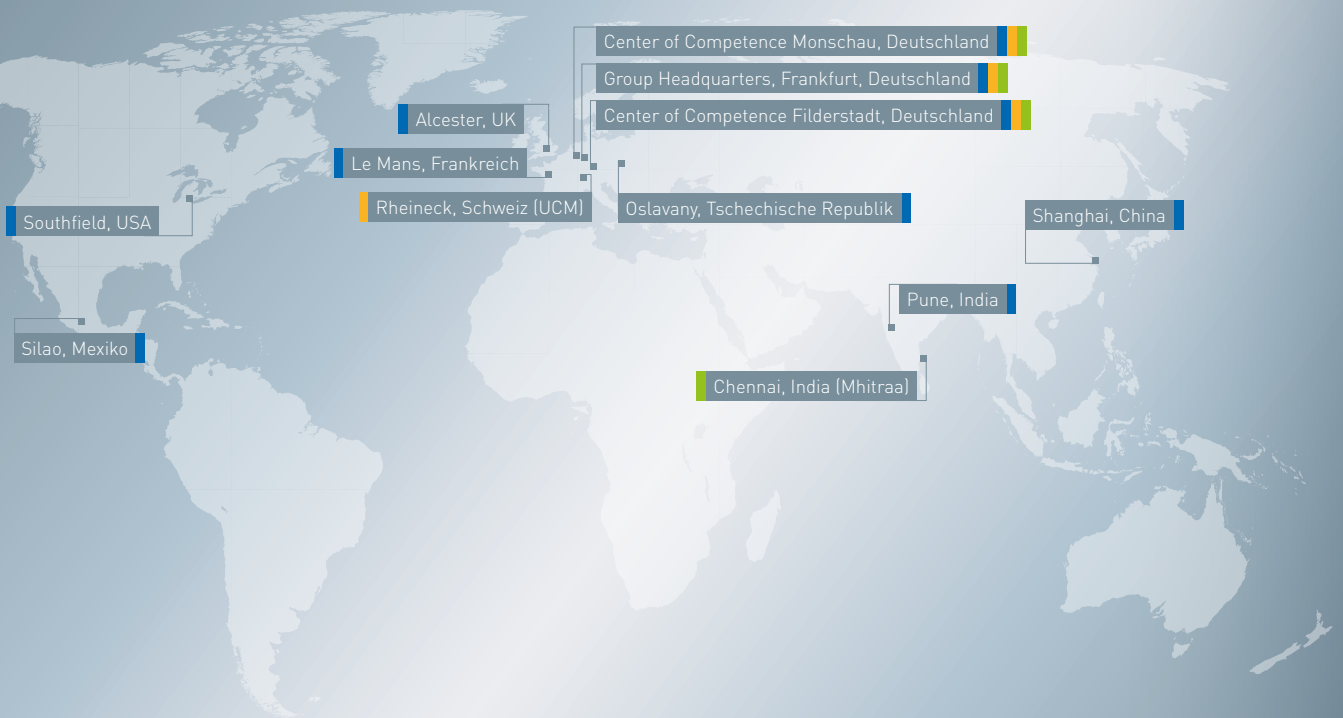 Center of Competence Monschau, Deutschland
Group Headquarters, Frankfurt, Deutschland
Center of Competence Filderstadt, Deutschland
Alcester, UK
Le Mans, Frankreich
Rheineck, Schweiz (UCM)
Oslavany, Tschechische Republik
Southfield, USA
Shanghai, China
Pune, India
Silao, Mexiko
Chennai, India (Mhitraa)